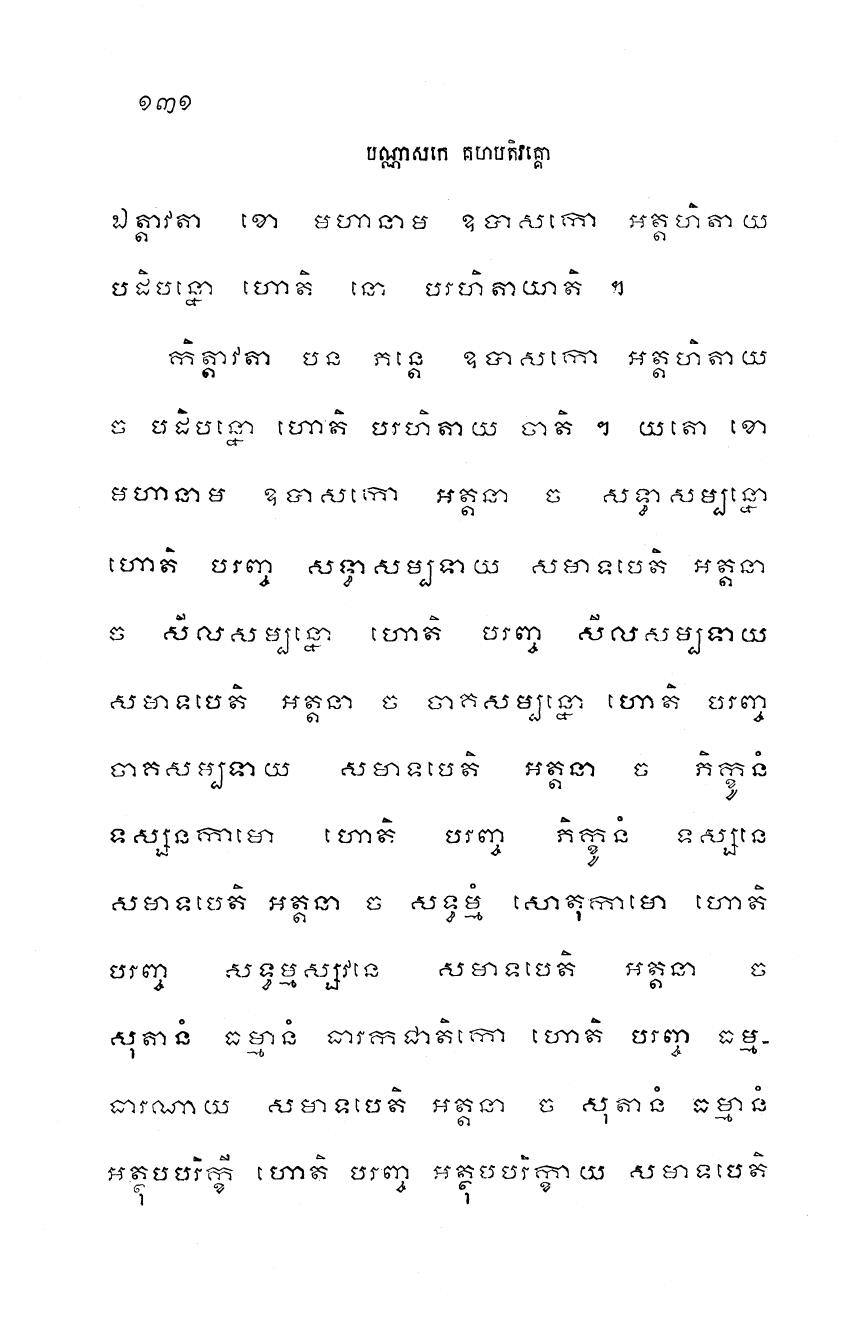 ១៣១
បណ្ណាសកេ គហបតិវគ្គោ
ឯត្តាវតា ខោ មហានាម ឧបាសកោ អត្តហិតាយ
បដិបន្នោ ហោតិ នោ បរហិតាយាតិ ។
កិត្តាវតា បន ភន្តេ ឧបាសកោ អត្តហិតាយ
ច បដិបន្នោ ហោតិ បរហិតាយ ចាតិ ។ យតោ ខោ
មហានាម ឧបាសកោ អត្តនា ច សទ្ធាសម្បន្នោ
ហោតិ បរញ្ច សទ្ធាសម្បទាយ សមាទបេតិ អត្តនា
ច សីលសម្បន្នោ ហោតិ បរញ្ច សីលសម្បទាយ
សមាទបេតិ អត្តនា ច ចាគសម្បន្នោ ហោតិ បរញ្ច
ចាគសម្បទាយ សមាទបេតិ អត្តនា ច ភិក្ខូនំ
ទស្សនកាមោ ហោតិ បរញ្ច ភិក្ខូនំ ទស្សនេ
សមាទបេតិ អត្តនា ច សទ្ធម្មំ សោតុកាមោ ហោតិ
បរញ្ច សទ្ធម្មស្សវនេ សមាទបេតិ អត្តនា ច
សុតានំ ធម្មានំ ធារកជាតិកោ ហោតិ បរញ្ច ធម្ម-
ធារណាយ សមាទបេតិ អត្តនា ច សុតានំ ធម្មានំ
អត្ថុបបរិក្ខី ហោតិ បរញ្ច អត្ថុបបរិក្ខាយ សមាទបេតិ